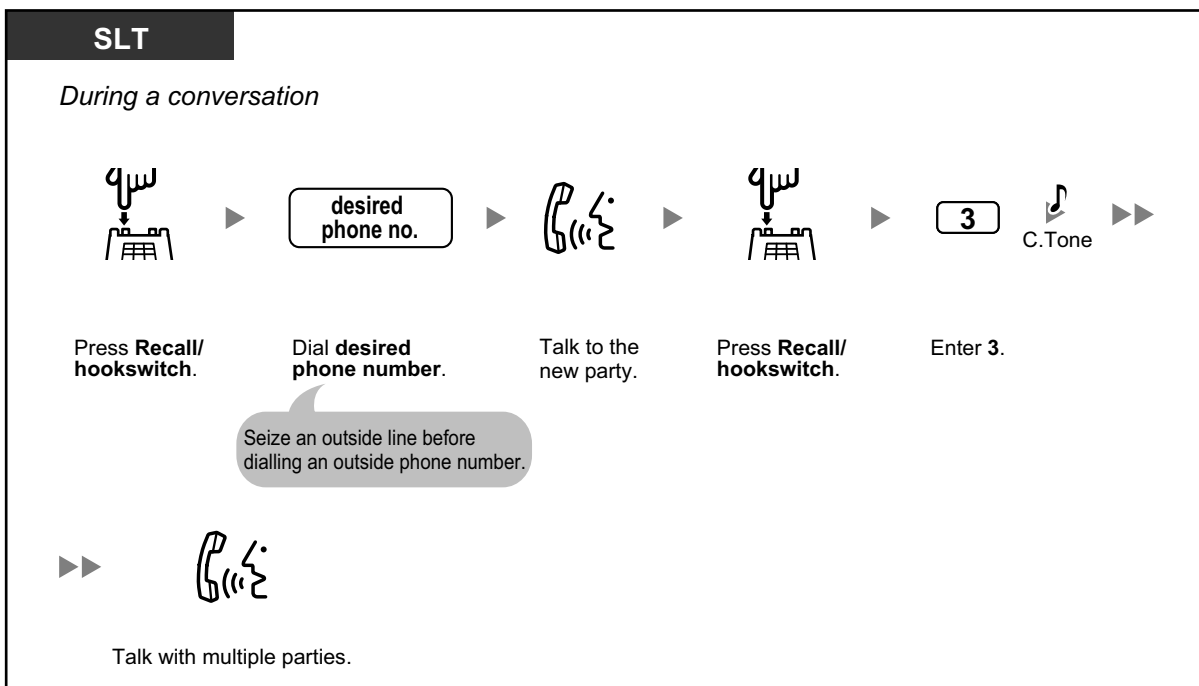 SLT
During a conversation
desired
phone no.
3
C.Tone
Press Recall/
hookswitch.
Dial desired
phone number.
Talk to the
new party.
Press Recall/
hookswitch.
Enter 3.
Seize an outside line before
dialling an outside phone number.
Talk with multiple parties.